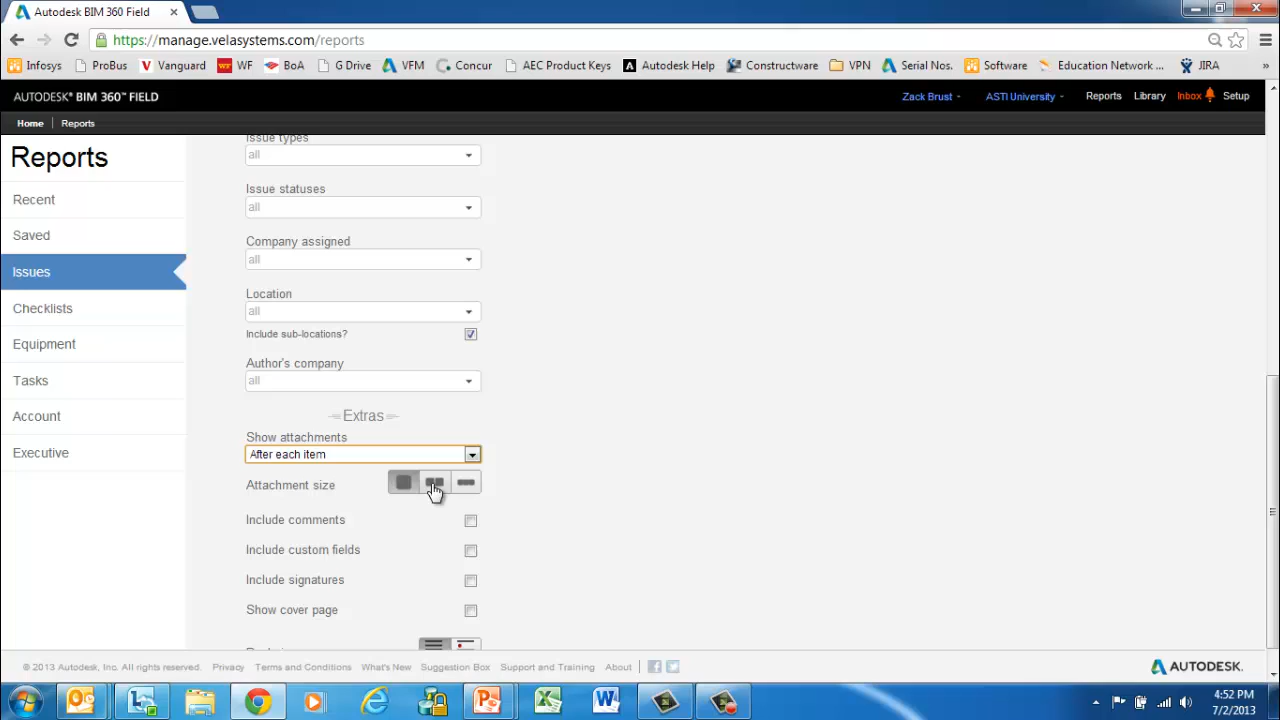 Autodesk BIM 360 Field
https://manage.velasystems.com/reports
Infosys ProBus Vanguard WF BoA G Drive VFM Concur AEC Product Keys Autodesk Help Constructware VPN Serial Nos. Software Education Network ... JIRA »
AUTODESK® BIM 360™ FIELD Zack Brust ASTI University Reports Library Inbox Setup
Home Reports
Reports
Recent
Saved
Issues
Checklists
Equipment
Tasks
Account
Executive
Issue types
all
Issue statuses
all
Company assigned
all
Location
all
Include sub-locations?
Author's company
all
Extras
Show attachments
After each item
Attachment size
Include comments
Include custom fields
Include signatures
Show cover page
© 2013 Autodesk, Inc. All rights reserved. Privacy Terms and Conditions What's New Suggestion Box Support and Training About AUTODESK.
4:52 PM
7/2/2013